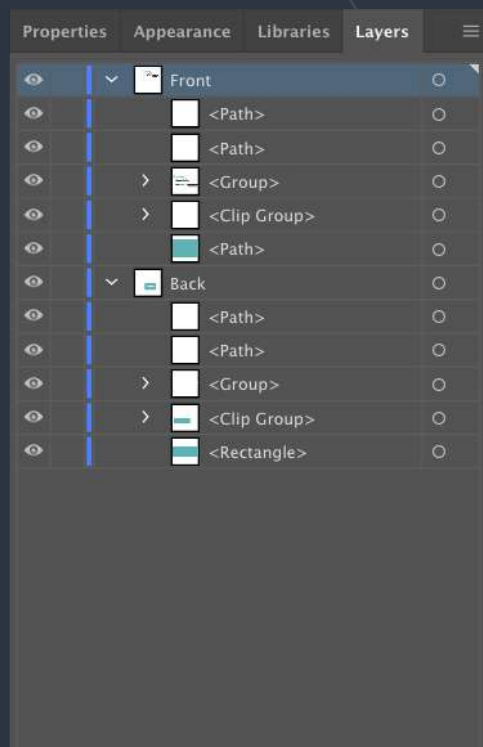 Properties Appearance Libraries Layers
Front
<Path>
<Path>
<Group>
<Clip Group>
<Path>
Back
<Path>
<Path>
<Group>
<Clip Group>
<Rectangle>